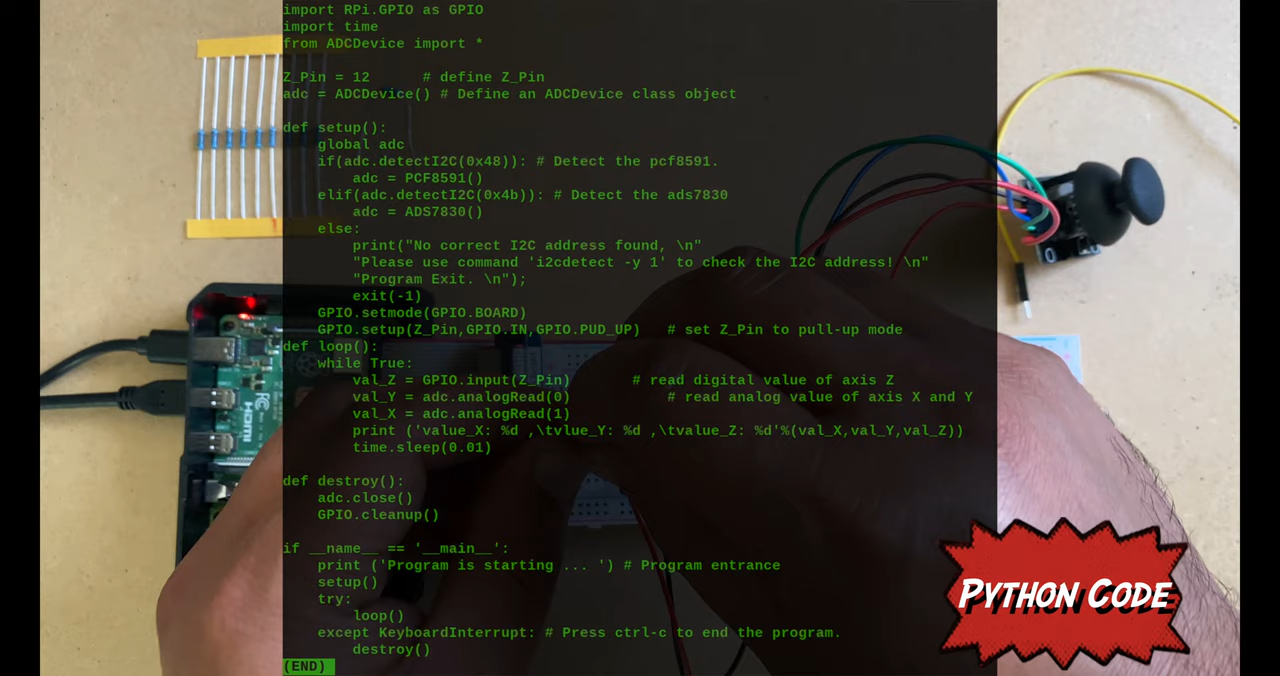 import RPi.GPIO as GPIO
import time
from ADCDevice import *

Z_Pin = 12      # define Z_Pin
adc = ADCDevice() # Define an ADCDevice class object

def setup():
    global adc
    if(adc.detectI2C(0x48)): # Detect the pcf8591.
        adc = PCF8591()
    elif(adc.detectI2C(0x4b)): # Detect the ads7830
        adc = ADS7830()
    else:
        print("No correct I2C address found, \n"
        "Please use command 'i2cdetect -y 1' to check the I2C address! \n"
        "Program Exit. \n");
        exit(-1)
    GPIO.setmode(GPIO.BOARD)
    GPIO.setup(Z_Pin,GPIO.IN,GPIO.PUD_UP)   # set Z_Pin to pull-up mode
def loop():
    while True:
        val_Z = GPIO.input(Z_Pin)       # read digital value of axis Z
        val_Y = adc.analogRead(0)           # read analog value of axis X and Y
        val_X = adc.analogRead(1)
        print ('value_X: %d ,\tvlue_Y: %d ,\tvalue_Z: %d'%(val_X,val_Y,val_Z))
        time.sleep(0.01)

def destroy():
    adc.close()
    GPIO.cleanup()

if __name__ == '__main__':
    print ('Program is starting ... ') # Program entrance
    setup()
    try:
        loop()
    except KeyboardInterrupt: # Press ctrl-c to end the program.
        destroy()
(END)
HDMI
PYTHON CODE